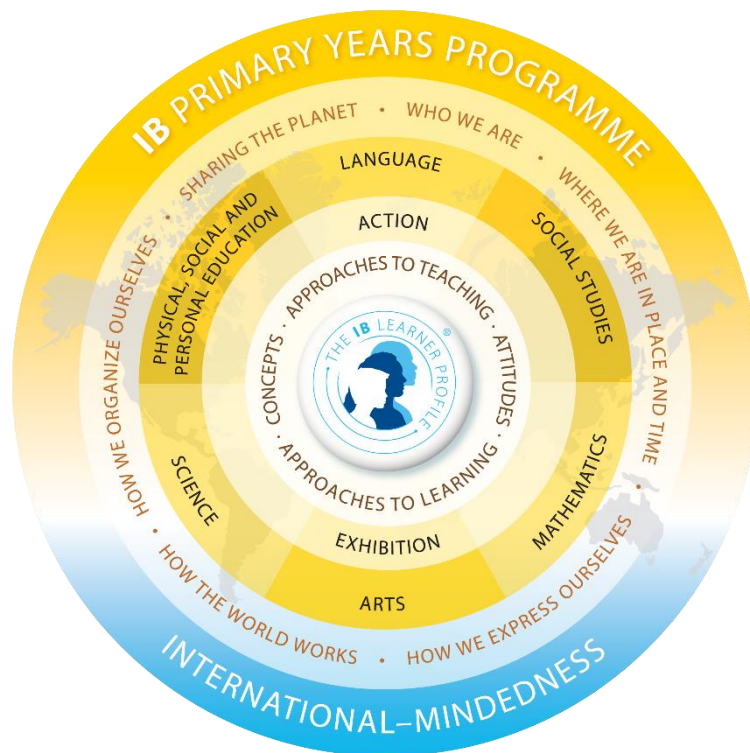 IB PRIMARY YEARS PROGRAMME
SHARING THE PLANET
• WHO WE ARE •
WHERE WE ARE IN PLACE AND TIME •
HOW WE EXPRESS OURSELVES
• HOW THE WORLD WORKS •
HOW WE ORGANIZE OURSELVES •
LANGUAGE
SOCIAL STUDIES
MATHEMATICS
ARTS
SCIENCE
PHYSICAL, SOCIAL AND
PERSONAL EDUCATION
ACTION
EXHIBITION
APPROACHES TO TEACHING ·
ATTITUDES ·
APPROACHES TO LEARNING
· CONCEPTS ·
THE IB LEARNER PROFILE ®
INTERNATIONAL–MINDEDNESS